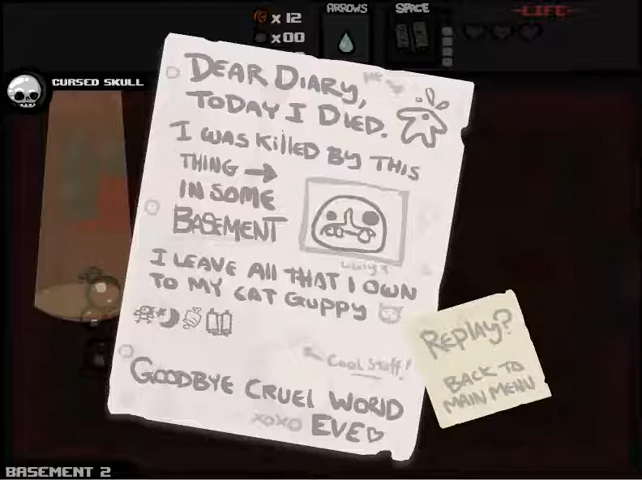 x 12
x 00
ARROWS
SPACE
LIFE
CURSED SKULL
DEAR DIARY,
TODAY I DIED.
I WAS KILLED BY THIS
THING →
IN SOME
BASEMENT
I LEAVE ALL THAT I OWN
TO MY CAT GUPPY
← COOL STUFF!
GOODBYE CRUEL WORLD
XOXO EVE♡
REPLAY?
BACK TO
MAIN MENU
BASEMENT 2